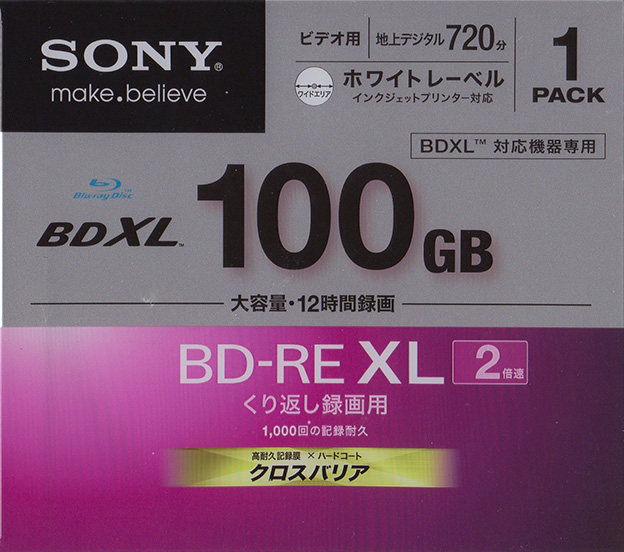 SONY®
make.believe
ビデオ用 地上デジタル720分
ワイドエリア
ホワイトレーベル
インクジェットプリンター対応
1
PACK
BDXL™ 対応機器専用
Blu-ray Disc™
BDXL™
100GB
大容量・12時間録画
BD-RE XL 2倍速
くり返し録画用
1,000回の記録耐久
高耐久記録膜 × ハードコート
クロスバリア